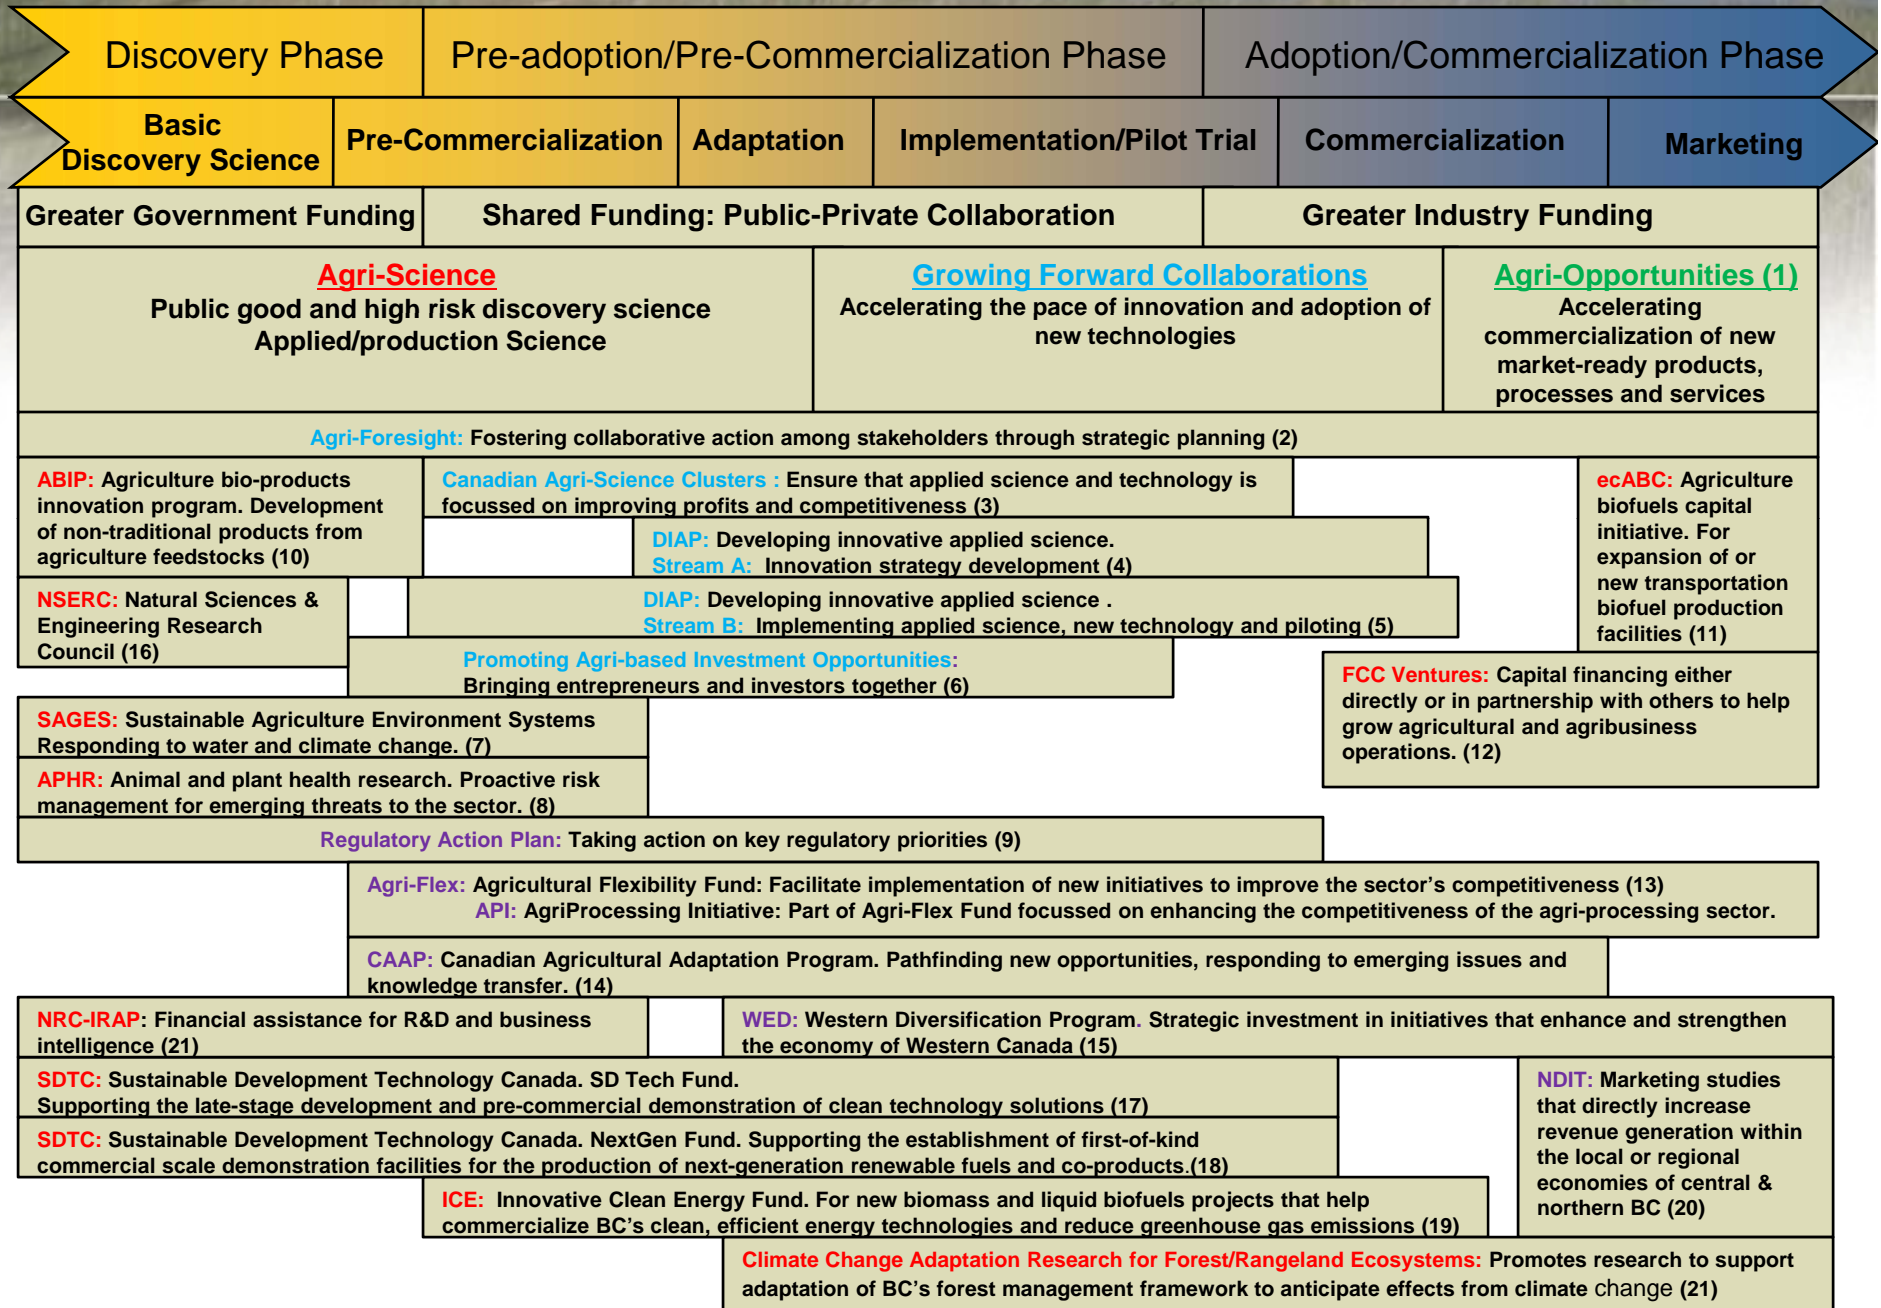 Discovery Phase
Pre-adoption/Pre-Commercialization Phase
Adoption/Commercialization Phase
Basic
Discovery Science
Pre-Commercialization
Adaptation
Implementation/Pilot Trial
Commercialization
Marketing
Greater Government Funding
Shared Funding: Public-Private Collaboration
Greater Industry Funding
Agri-Science
Public good and high risk discovery science
Applied/production Science
Growing Forward Collaborations
Accelerating the pace of innovation and adoption of
new technologies
Agri-Opportunities (1)
Accelerating
commercialization of new
market-ready products,
processes and services
Agri-Foresight: Fostering collaborative action among stakeholders through strategic planning (2)
ABIP: Agriculture bio-products
innovation program. Development
of non-traditional products from
agriculture feedstocks (10)
Canadian Agri-Science Clusters : Ensure that applied science and technology is
focussed on improving profits and competitiveness (3)
ecABC: Agriculture
biofuels capital
initiative. For
expansion of or
new transportation
biofuel production
facilities (11)
DIAP: Developing innovative applied science.
Stream A: Innovation strategy development (4)
NSERC: Natural Sciences &
Engineering Research
Council (16)
DIAP: Developing innovative applied science .
Stream B: Implementing applied science, new technology and piloting (5)
Promoting Agri-based Investment Opportunities:
Bringing entrepreneurs and investors together (6)
FCC Ventures: Capital financing either
directly or in partnership with others to help
grow agricultural and agribusiness
operations. (12)
SAGES: Sustainable Agriculture Environment Systems
Responding to water and climate change. (7)
APHR: Animal and plant health research. Proactive risk
management for emerging threats to the sector. (8)
Regulatory Action Plan: Taking action on key regulatory priorities (9)
Agri-Flex: Agricultural Flexibility Fund: Facilitate implementation of new initiatives to improve the sector’s competitiveness (13)
API: AgriProcessing Initiative: Part of Agri-Flex Fund focussed on enhancing the competitiveness of the agri-processing sector.
CAAP: Canadian Agricultural Adaptation Program. Pathfinding new opportunities, responding to emerging issues and
knowledge transfer. (14)
NRC-IRAP: Financial assistance for R&D and business
intelligence (21)
WED: Western Diversification Program. Strategic investment in initiatives that enhance and strengthen
the economy of Western Canada (15)
SDTC: Sustainable Development Technology Canada. SD Tech Fund.
Supporting the late-stage development and pre-commercial demonstration of clean technology solutions (17)
NDIT: Marketing studies
that directly increase
revenue generation within
the local or regional
economies of central &
northern BC (20)
SDTC: Sustainable Development Technology Canada. NextGen Fund. Supporting the establishment of first-of-kind
commercial scale demonstration facilities for the production of next-generation renewable fuels and co-products.(18)
ICE: Innovative Clean Energy Fund. For new biomass and liquid biofuels projects that help
commercialize BC’s clean, efficient energy technologies and reduce greenhouse gas emissions (19)
Climate Change Adaptation Research for Forest/Rangeland Ecosystems: Promotes research to support
adaptation of BC’s forest management framework to anticipate effects from climate change (21)